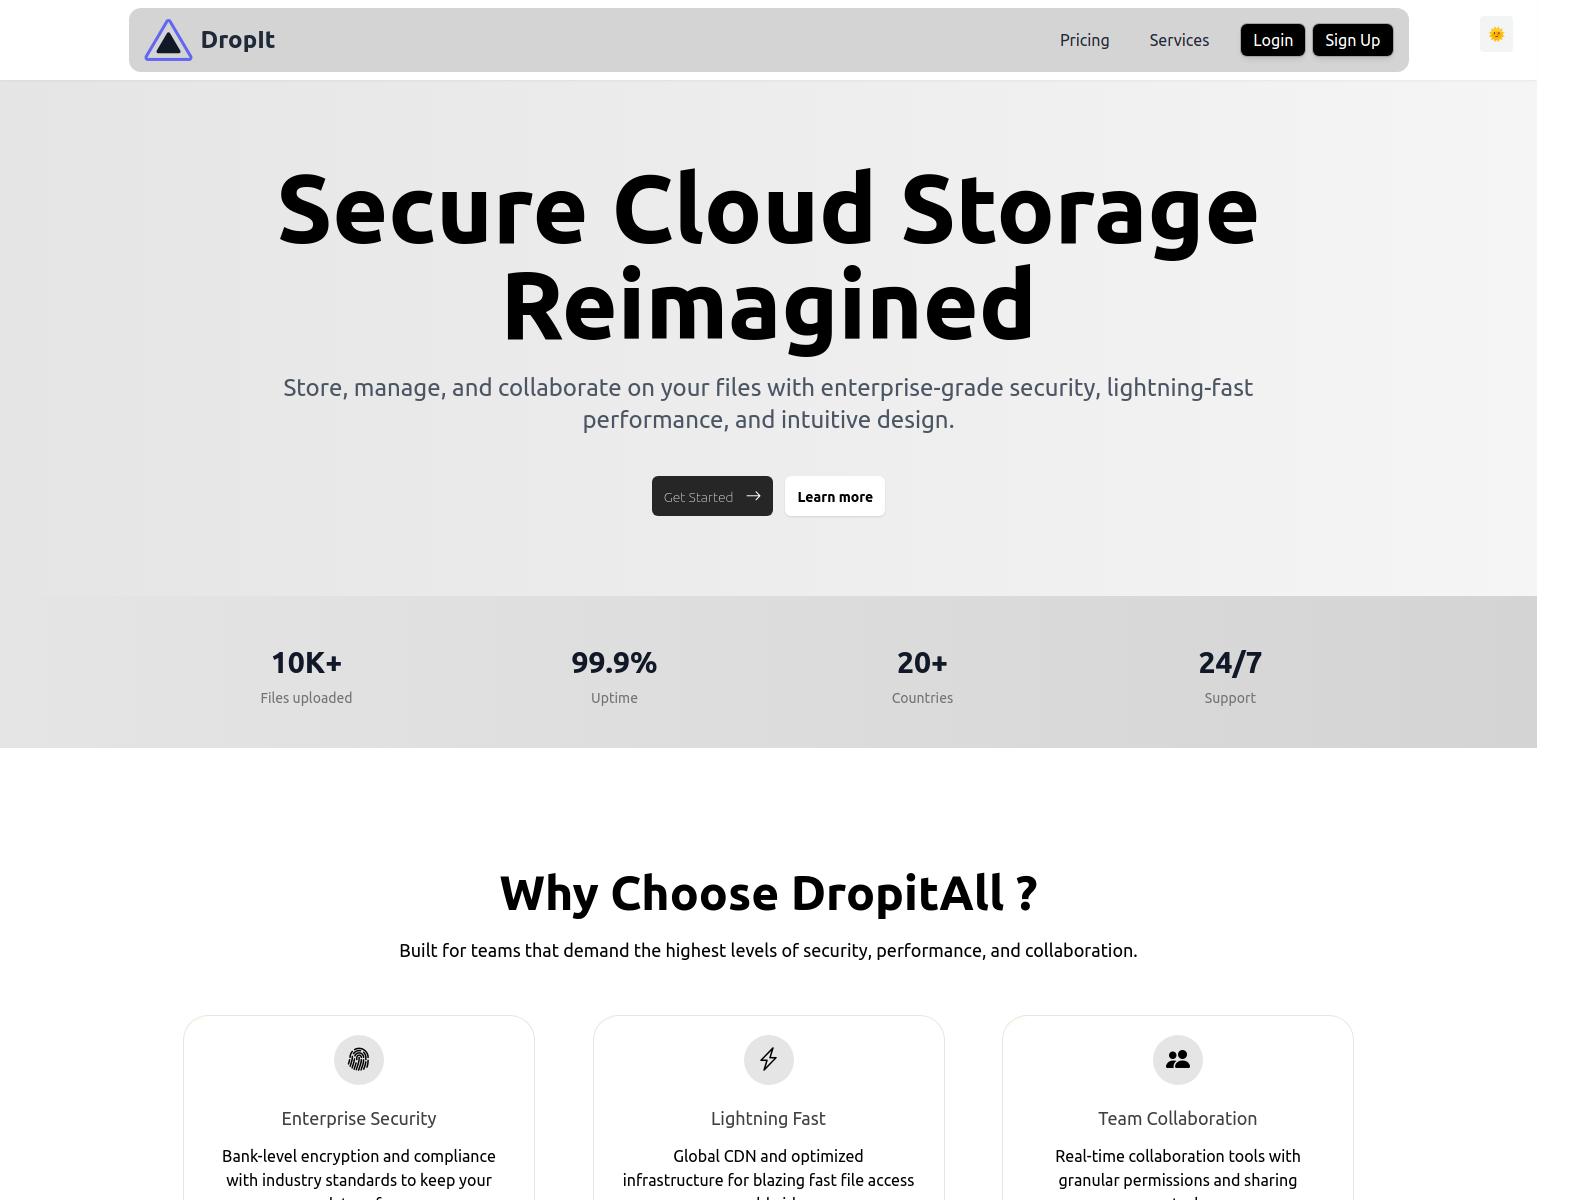 DropIt
Pricing
Services
Login
Sign Up
Secure Cloud Storage
Reimagined
Store, manage, and collaborate on your files with enterprise-grade security, lightning-fast
performance, and intuitive design.
Get Started
Learn more
10K+
Files uploaded
99.9%
Uptime
20+
Countries
24/7
Support
Why Choose DropitAll ?
Built for teams that demand the highest levels of security, performance, and collaboration.
Enterprise Security
Bank-level encryption and compliance
with industry standards to keep your
Lightning Fast
Global CDN and optimized
infrastructure for blazing fast file access
Team Collaboration
Real-time collaboration tools with
granular permissions and sharing